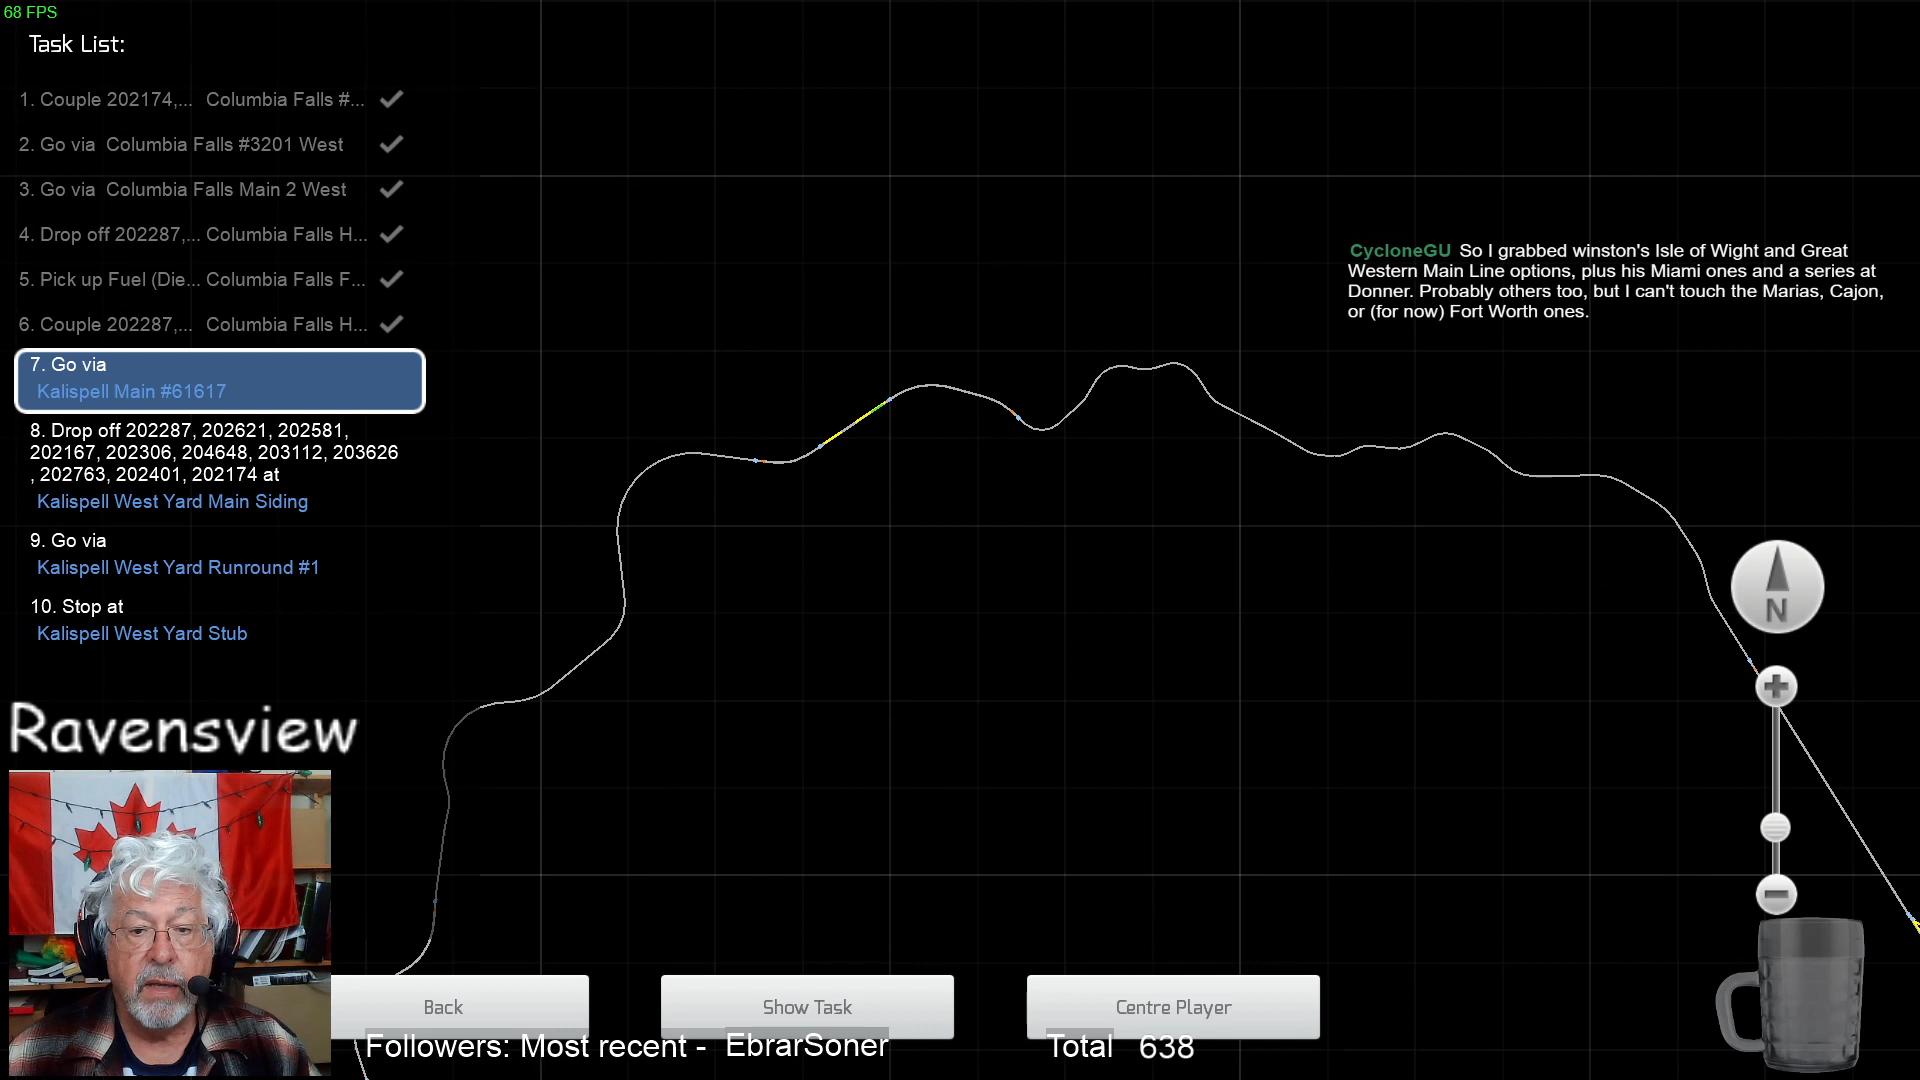 68 FPS
Task List:
1. Couple 202174,... Columbia Falls #...
2. Go via Columbia Falls #3201 West
3. Go via Columbia Falls Main 2 West
4. Drop off 202287,... Columbia Falls H...
5. Pick up Fuel (Die... Columbia Falls F...
6. Couple 202287,... Columbia Falls H...
7. Go via
Kalispell Main #61617
8. Drop off 202287, 202621, 202581,
202167, 202306, 204648, 203112, 203626
, 202763, 202401, 202174 at
Kalispell West Yard Main Siding
9. Go via
Kalispell West Yard Runround #1
10. Stop at
Kalispell West Yard Stub
CycloneGU So I grabbed winston's Isle of Wight and Great
Western Main Line options, plus his Miami ones and a series at
Donner. Probably others too, but I can't touch the Marias, Cajon,
or (for now) Fort Worth ones.
N
Ravensview
Back
Show Task
Centre Player
Followers: Most recent - EbrarSoner
Total 638